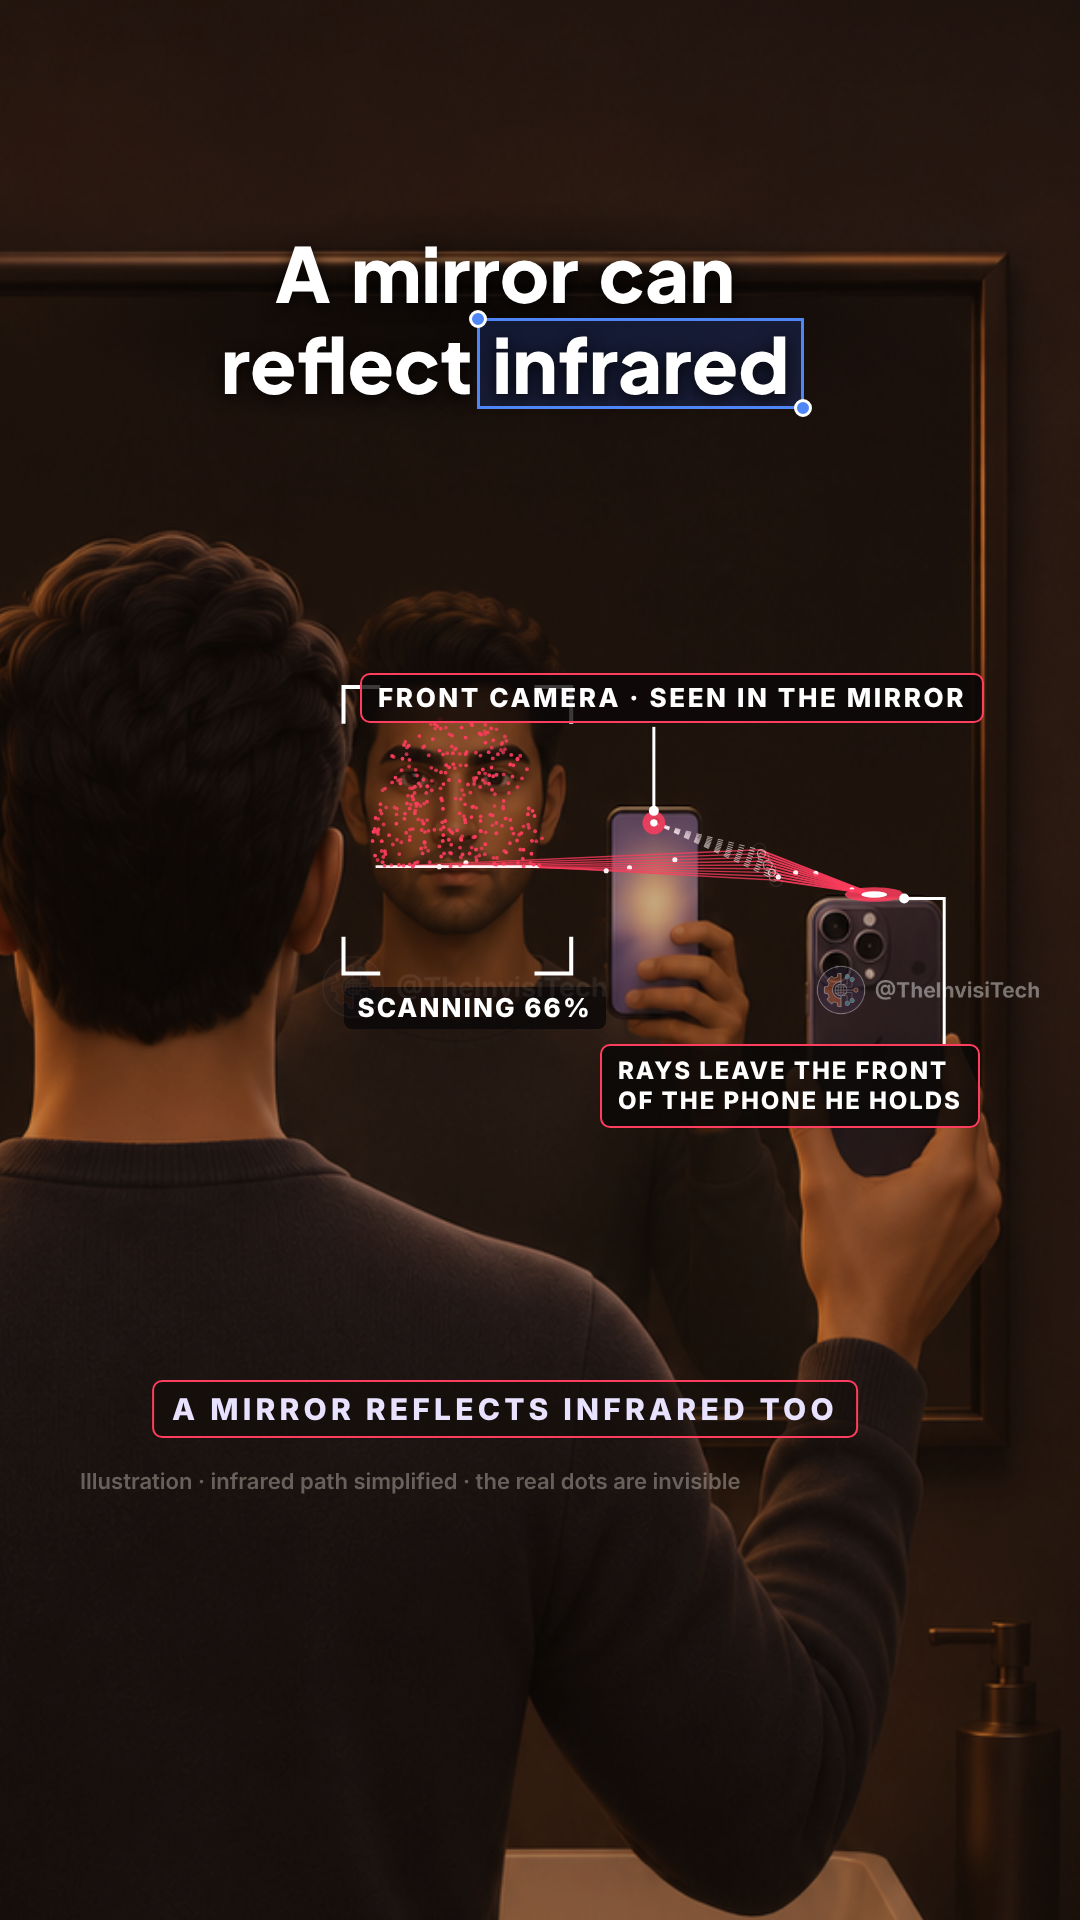 A mirror can
reflect infrared
FRONT CAMERA · SEEN IN THE MIRROR
@TheInvisiTech
@TheInvisiTech
SCANNING 66%
RAYS LEAVE THE FRONT
OF THE PHONE HE HOLDS
A MIRROR REFLECTS INFRARED TOO
Illustration · infrared path simplified · the real dots are invisible